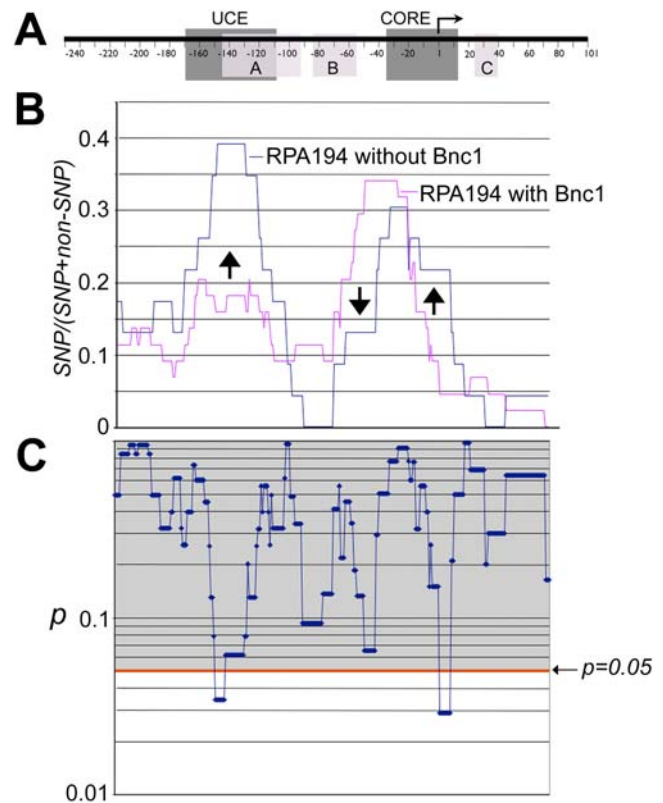 A
UCE
CORE
-240 -220 -200 -180 -160 -140 -120 -100 -80 -60 -40 -20 1 20 40 60 80 101
A
B
C
B
SNP/(SNP+non-SNP)
0.4
0.3
0.2
0.1
0
RPA194 without Bnc1
RPA194 with Bnc1
C
p
0.1
0.01
p=0.05